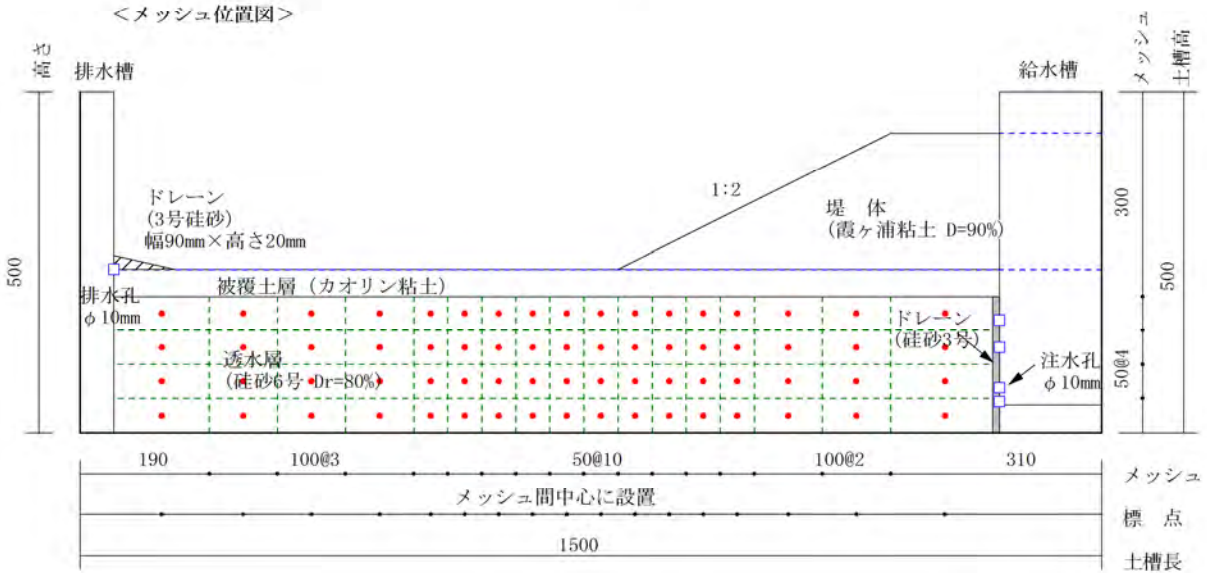 <メッシュ位置図>
高さ
排水槽
給水槽
メッシュ
土槽高
ドレーン
(3号硅砂)
幅90mm×高さ20mm
1:2
堤 体
(霞ヶ浦粘土 D=90%)
300
500
500
被覆土層 (カオリン粘土)
排水孔
φ10mm
ドレーン
(硅砂3号)
透水層
(硅砂6号 Dr=80%)
注水孔
φ10mm
50@4
190
100@3
50@10
100@2
310
メッシュ
メッシュ間中心に設置
標 点
1500
土槽長